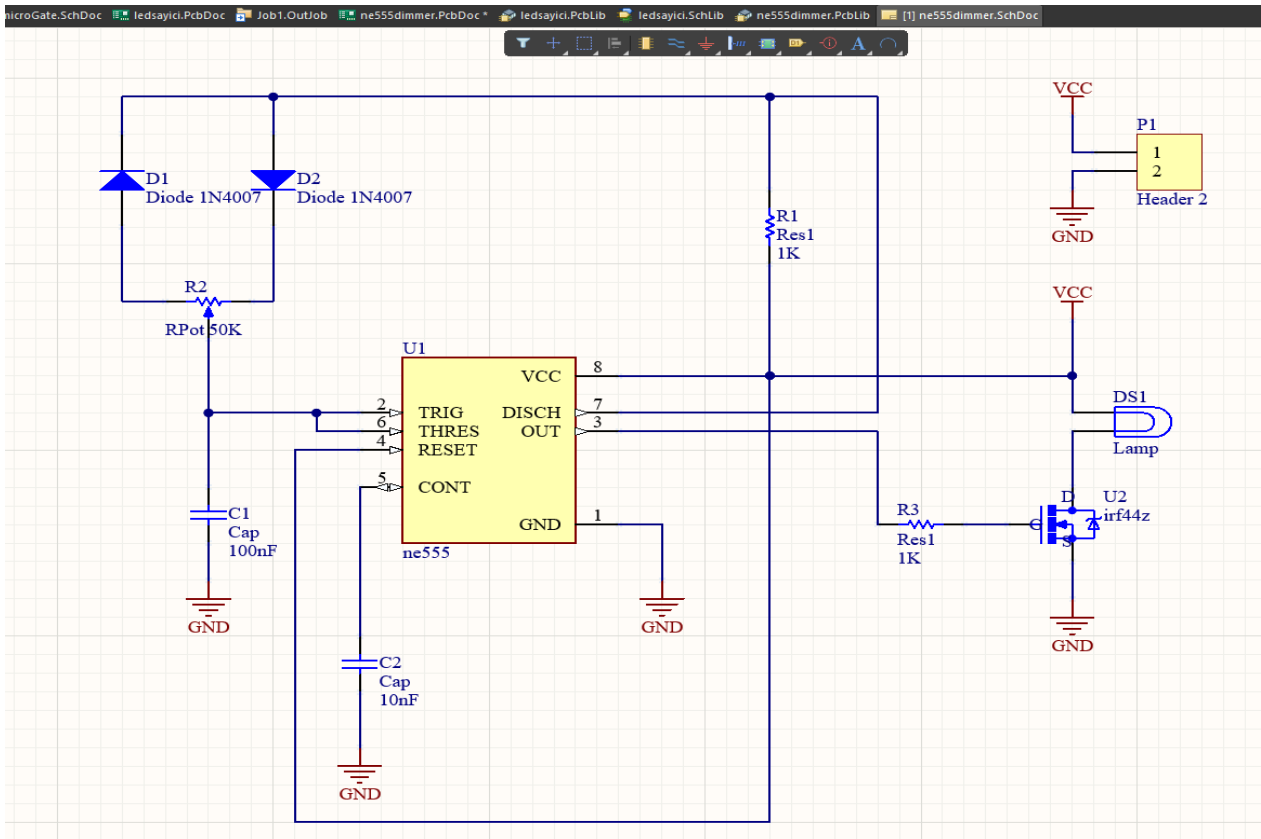 microGate.SchDoc ledsayici.PcbDoc Job1.OutJob ne555dimmer.PcbDoc * ledsayici.PcbLib ledsayici.SchLib ne555dimmer.PcbLib [1] ne555dimmer.SchDoc
A
VCC
P1
1
2
Header 2
GND
D1
Diode 1N4007
D2
Diode 1N4007
R1
Res1
1K
R2
RPot 50K
VCC
U1
VCC 8
2 TRIG DISCH 7
6 THRES OUT 3
4 RESET
5 CONT
GND 1
ne555
DS1
Lamp
C1
Cap
100nF
GND
GND
R3
Res1
1K
D
G
S
U2
irf44z
GND
C2
Cap
10nF
GND